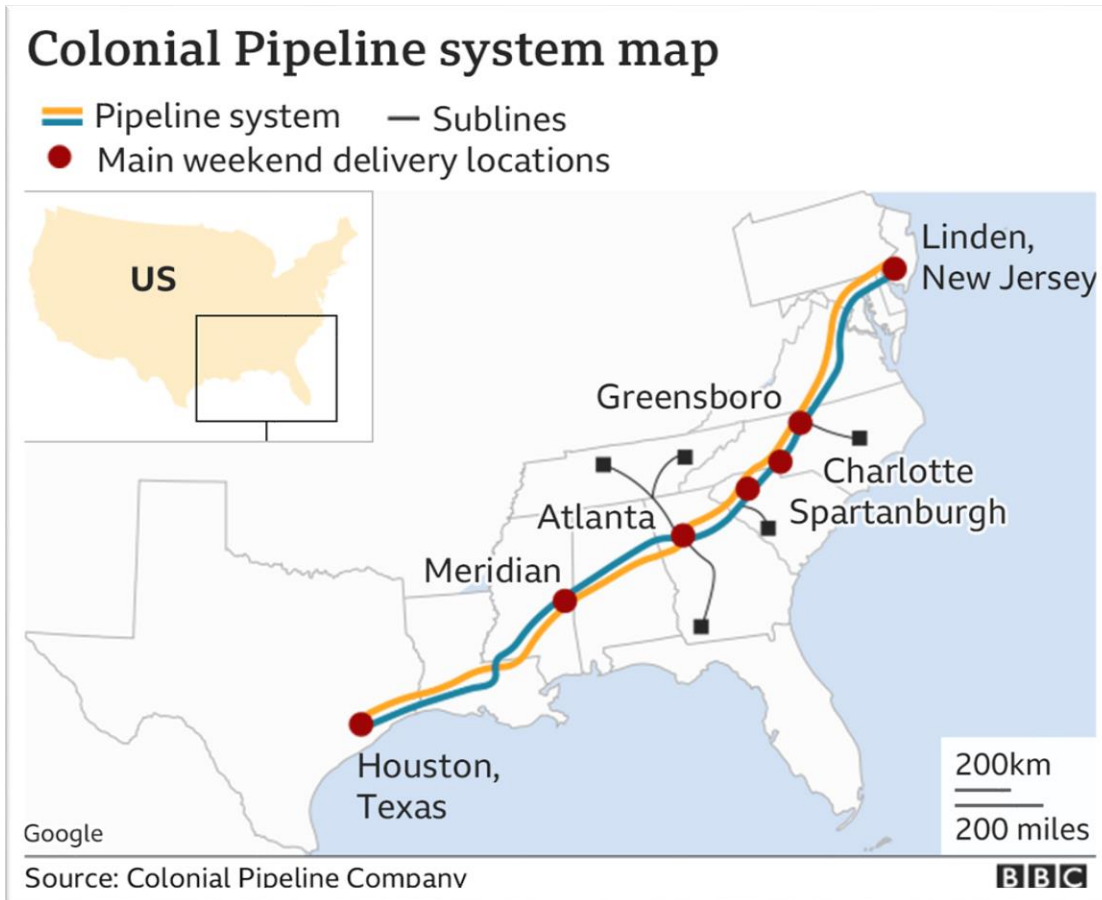 Colonial Pipeline system map
Pipeline system
Sublines
Main weekend delivery locations
US
Linden,
New Jersey
Greensboro
Charlotte
Spartanburgh
Atlanta
Meridian
Houston,
Texas
200km
200 miles
Google
Source: Colonial Pipeline Company
BBC